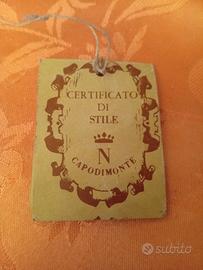 CERTIFICATO
DI
STILE
N
CAPODIMONTE
subito